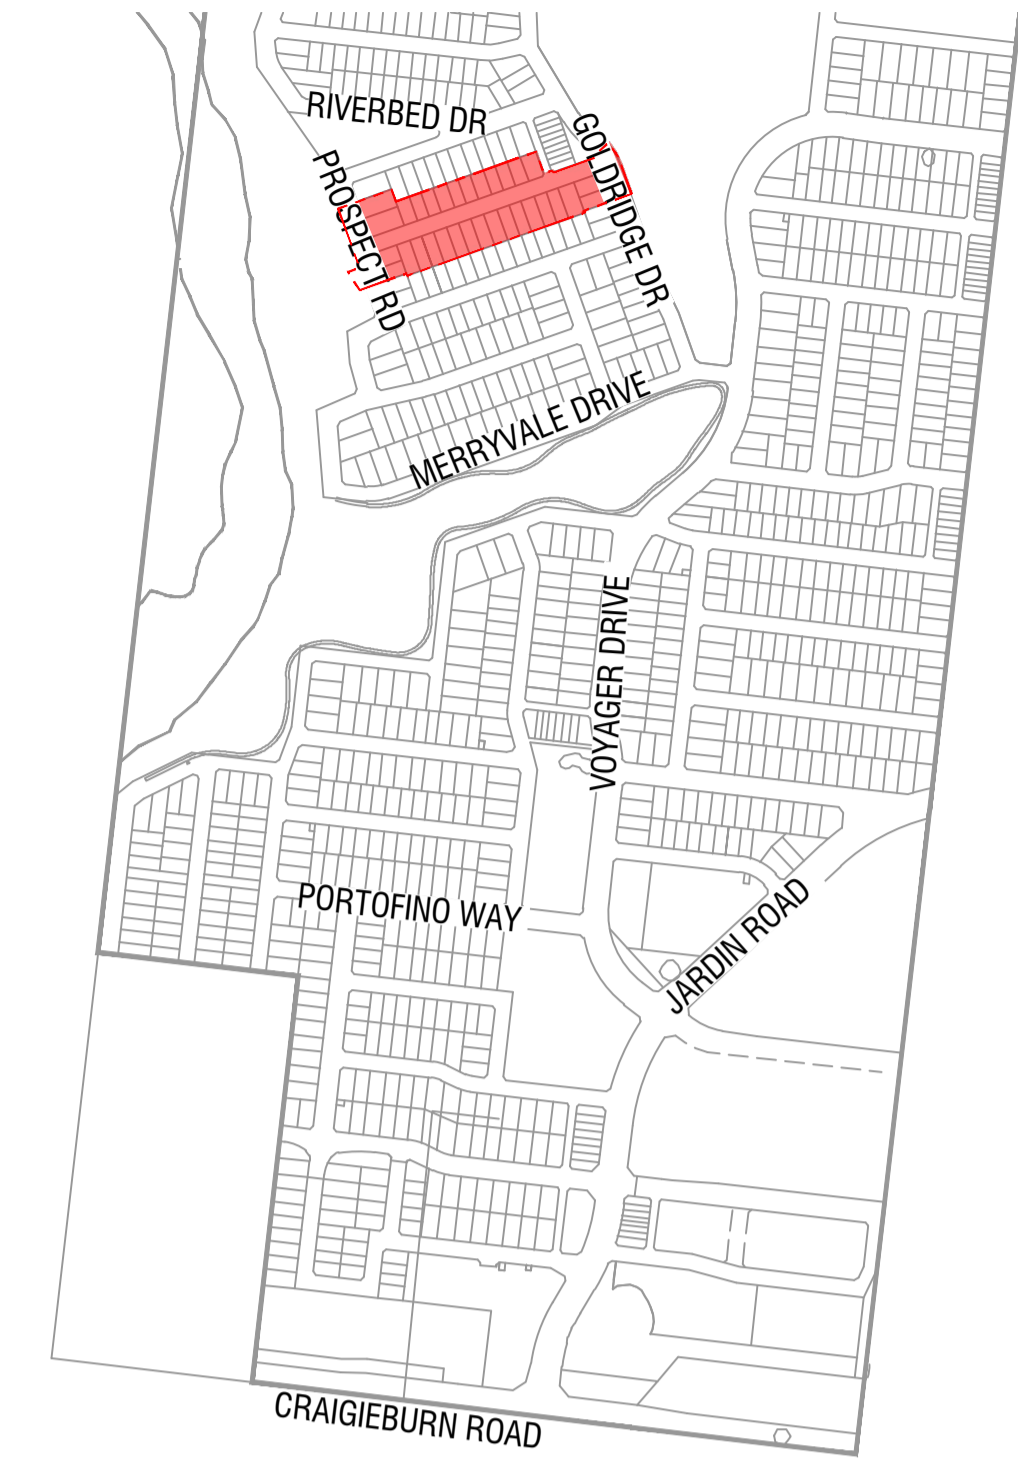 RIVERBED DR
GOLDRIDGE DR
PROSPECT RD
MERRYVALE DRIVE
VOYAGER DRIVE
PORTOFINO WAY
JARDIN ROAD
CRAIGIEBURN ROAD